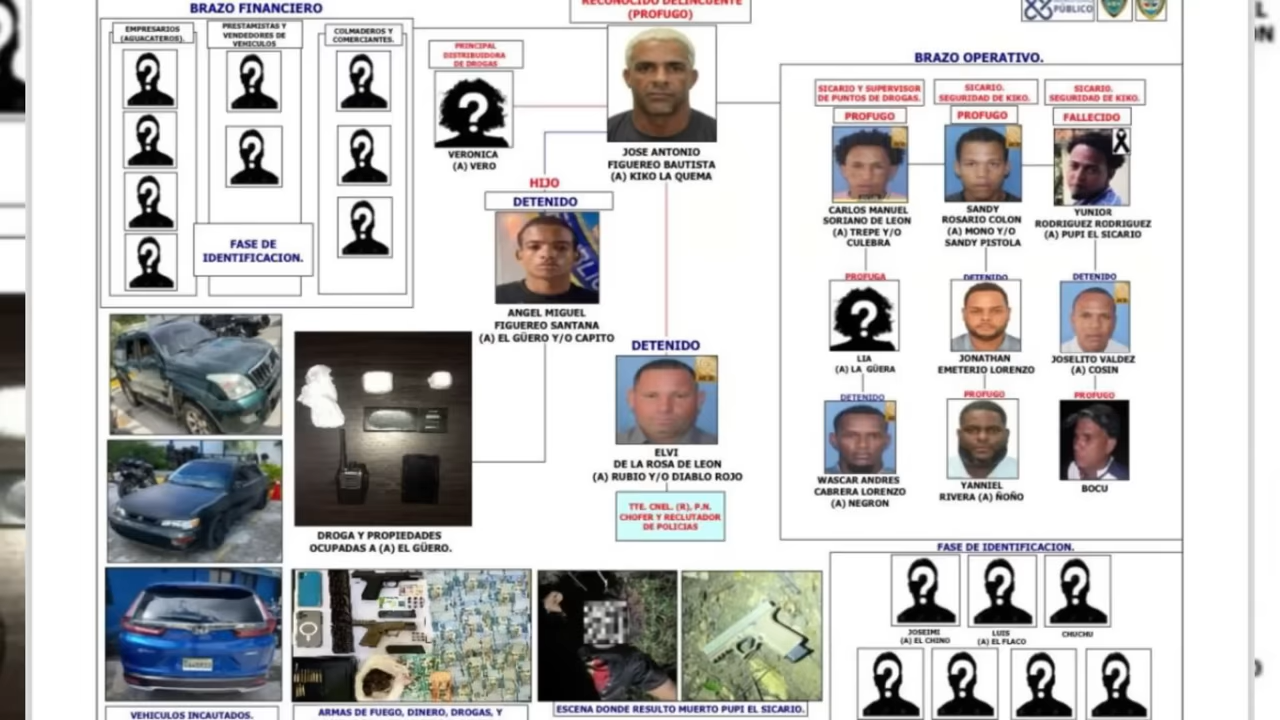 BRAZO FINANCIERO
EMPRESARIOS
(AGUACATEROS).
PRESTAMISTAS Y
VENDEDORES DE
VEHICULOS
COLMADEROS Y
COMERCIANTES.
FASE DE
IDENTIFICACION.
PRINCIPAL
DISTRIBUIDORA
DE DROGAS
VERONICA
(A) VERO
RECONOCIDO DELINCUENTE
(PROFUGO)
JOSE ANTONIO
FIGUEREO BAUTISTA
(A) KIKO LA QUEMA
HIJO
DETENIDO
ANGEL MIGUEL
FIGUEREO SANTANA
(A) EL GÜERO Y/O CAPITO
DETENIDO
ELVI
DE LA ROSA DE LEON
(A) RUBIO Y/O DIABLO ROJO
TTE. CNEL. (R), P.N.
CHOFER Y RECLUTADOR
DE POLICIAS
PÚBLICO
BRAZO OPERATIVO.
SICARIO Y SUPERVISOR
DE PUNTOS DE DROGAS.
PROFUGO
CARLOS MANUEL
SORIANO DE LEON
(A) TREPE Y/O
CULEBRA
SICARIO.
SEGURIDAD DE KIKO.
PROFUGO
SANDY
ROSARIO COLON
(A) MONO Y/O
SANDY PISTOLA
SICARIO.
SEGURIDAD DE KIKO.
FALLECIDO
YUNIOR
RODRIGUEZ RODRIGUEZ
(A) PUPI EL SICARIO
PROFUGA
LIA
(A) LA GÜERA
DETENIDO
JONATHAN
EMETERIO LORENZO
DETENIDO
JOSELITO VALDEZ
(A) COSIN
DETENIDO
WASCAR ANDRES
CABRERA LORENZO
(A) NEGRON
PROFUGO
YANNIEL
RIVERA (A) ÑOÑO
PROFUGO
BOCU
DROGA Y PROPIEDADES
OCUPADAS A (A) EL GÜERO.
FASE DE IDENTIFICACION.
JOSEIMI
(A) EL CHINO
LUIS
(A) EL FLACO
CHUCHU
VEHICULOS INCAUTADOS.
ARMAS DE FUEGO, DINERO, DROGAS, Y
ESCENA DONDE RESULTO MUERTO PUPI EL SICARIO.